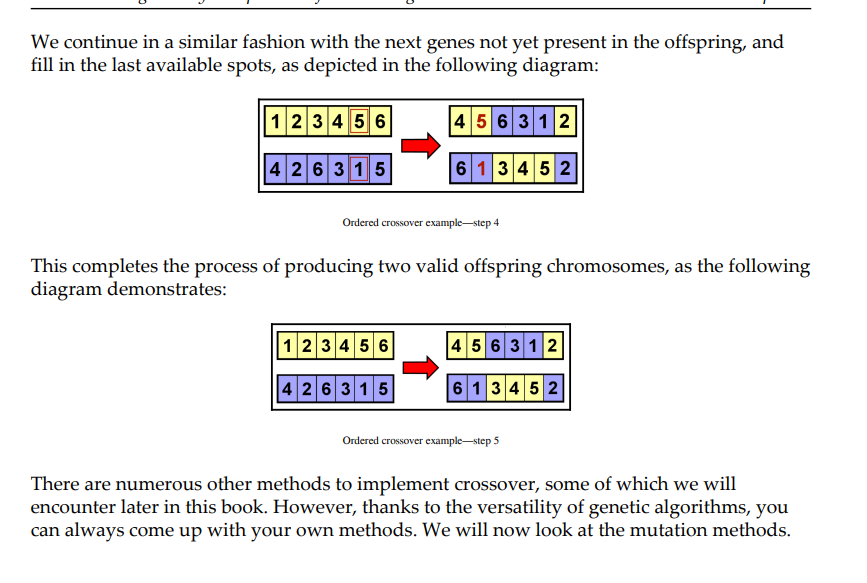 We continue in a similar fashion with the next genes not yet present in the offspring, and
fill in the last available spots, as depicted in the following diagram:
1 2 3 4 5 6 4 5 6 3 1 2
4 2 6 3 1 5 6 1 3 4 5 2
Ordered crossover example—step 4
This completes the process of producing two valid offspring chromosomes, as the following
diagram demonstrates:
1 2 3 4 5 6 4 5 6 3 1 2
4 2 6 3 1 5 6 1 3 4 5 2
Ordered crossover example—step 5
There are numerous other methods to implement crossover, some of which we will
encounter later in this book. However, thanks to the versatility of genetic algorithms, you
can always come up with your own methods. We will now look at the mutation methods.